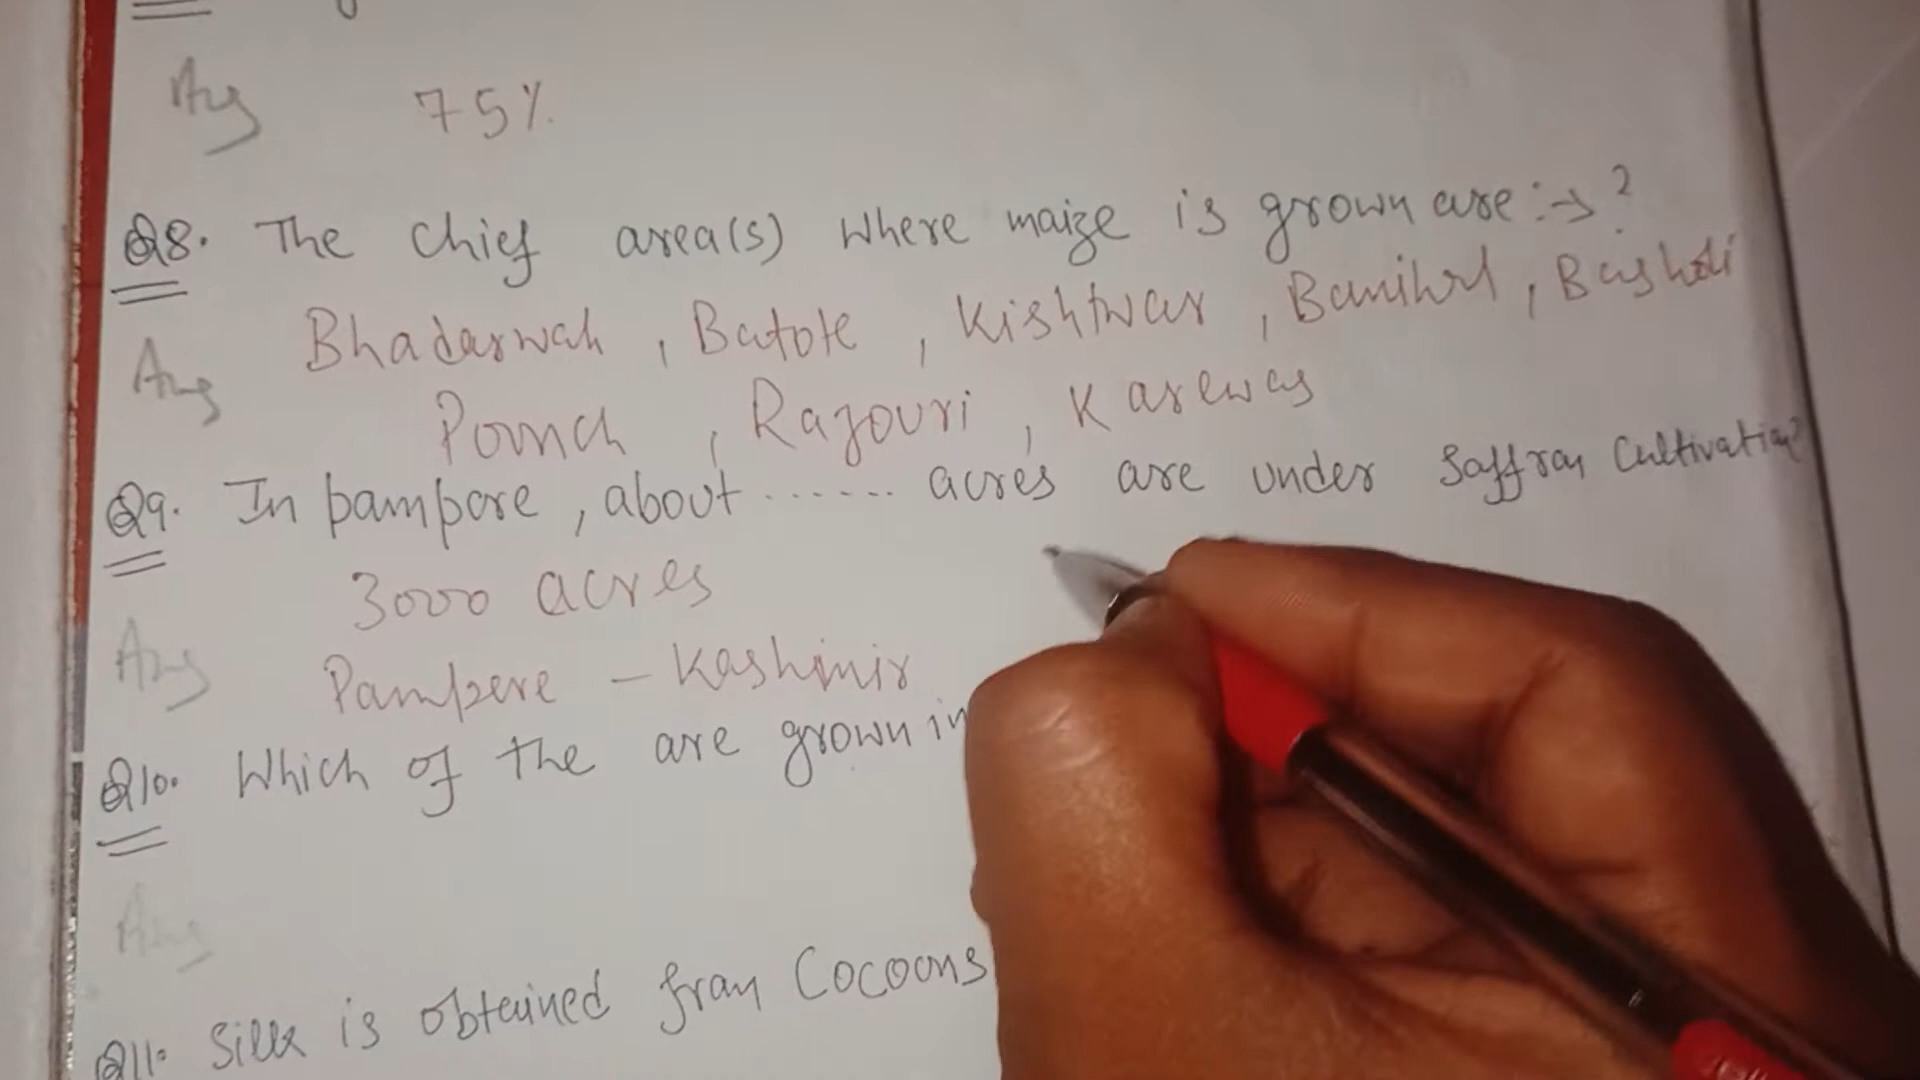 Ans 75%
Q8. The chief area(s) where maize is grown are :→ ?
Ans Bhadarwah, Batote, Kishtwar, Banihal, Basholi
Poonch, Rajouri, Karewas
Q9. In pampore, about ...... acres are under saffron cultivation?
3000 acres
Ans
Pampere - Kashmir
Q10. Which of the are grown in
Ans
Q11. Silk is obtained from Cocoons